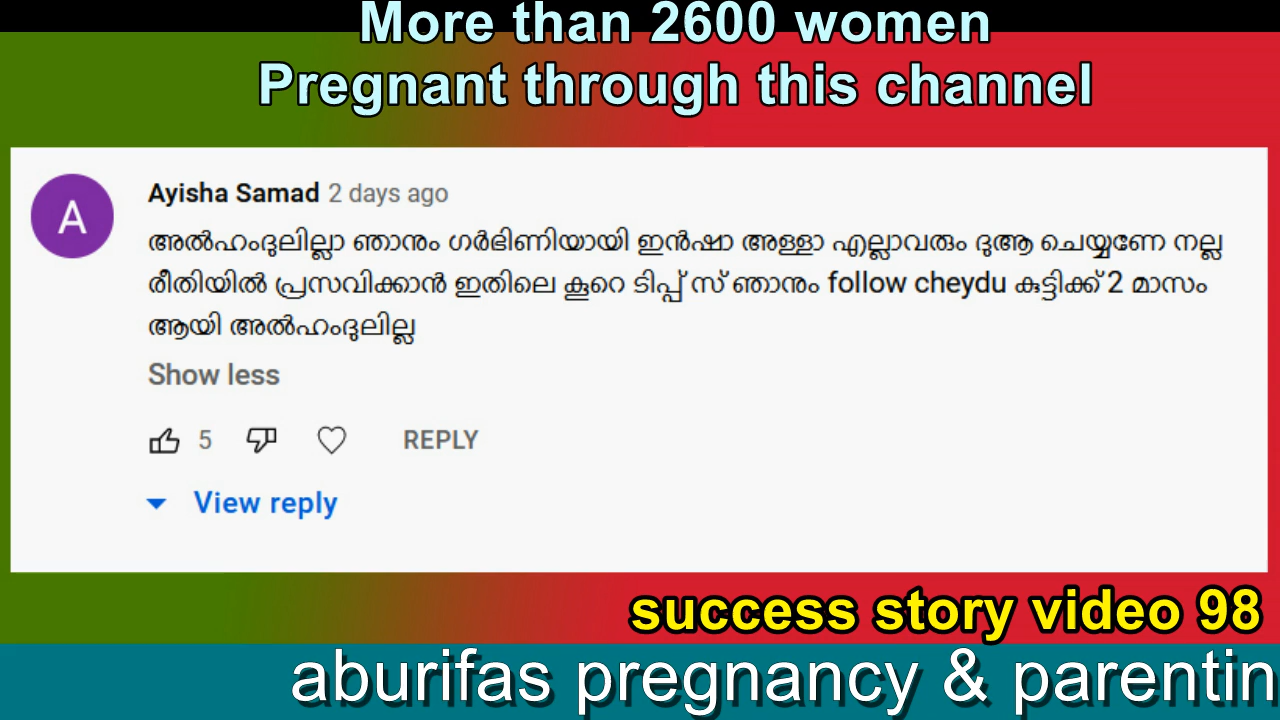 More than 2600 women
Pregnant through this channel
A
Ayisha Samad 2 days ago
അൽഹംദുലില്ലാ ഞാനും ഗർഭിണിയായി ഇൻഷാ അള്ളാ എല്ലാവരും ദുആ ചെയ്യണേ നല്ല
രീതിയിൽ പ്രസവിക്കാൻ ഇതിലെ കൂറെ ടിപ്പ് സ് ഞാനും follow cheydu കുട്ടിക്ക് 2 മാസം
ആയി അൽഹംദുലില്ല
Show less
5 REPLY
View reply
success story video 98
aburifas pregnancy & parentin